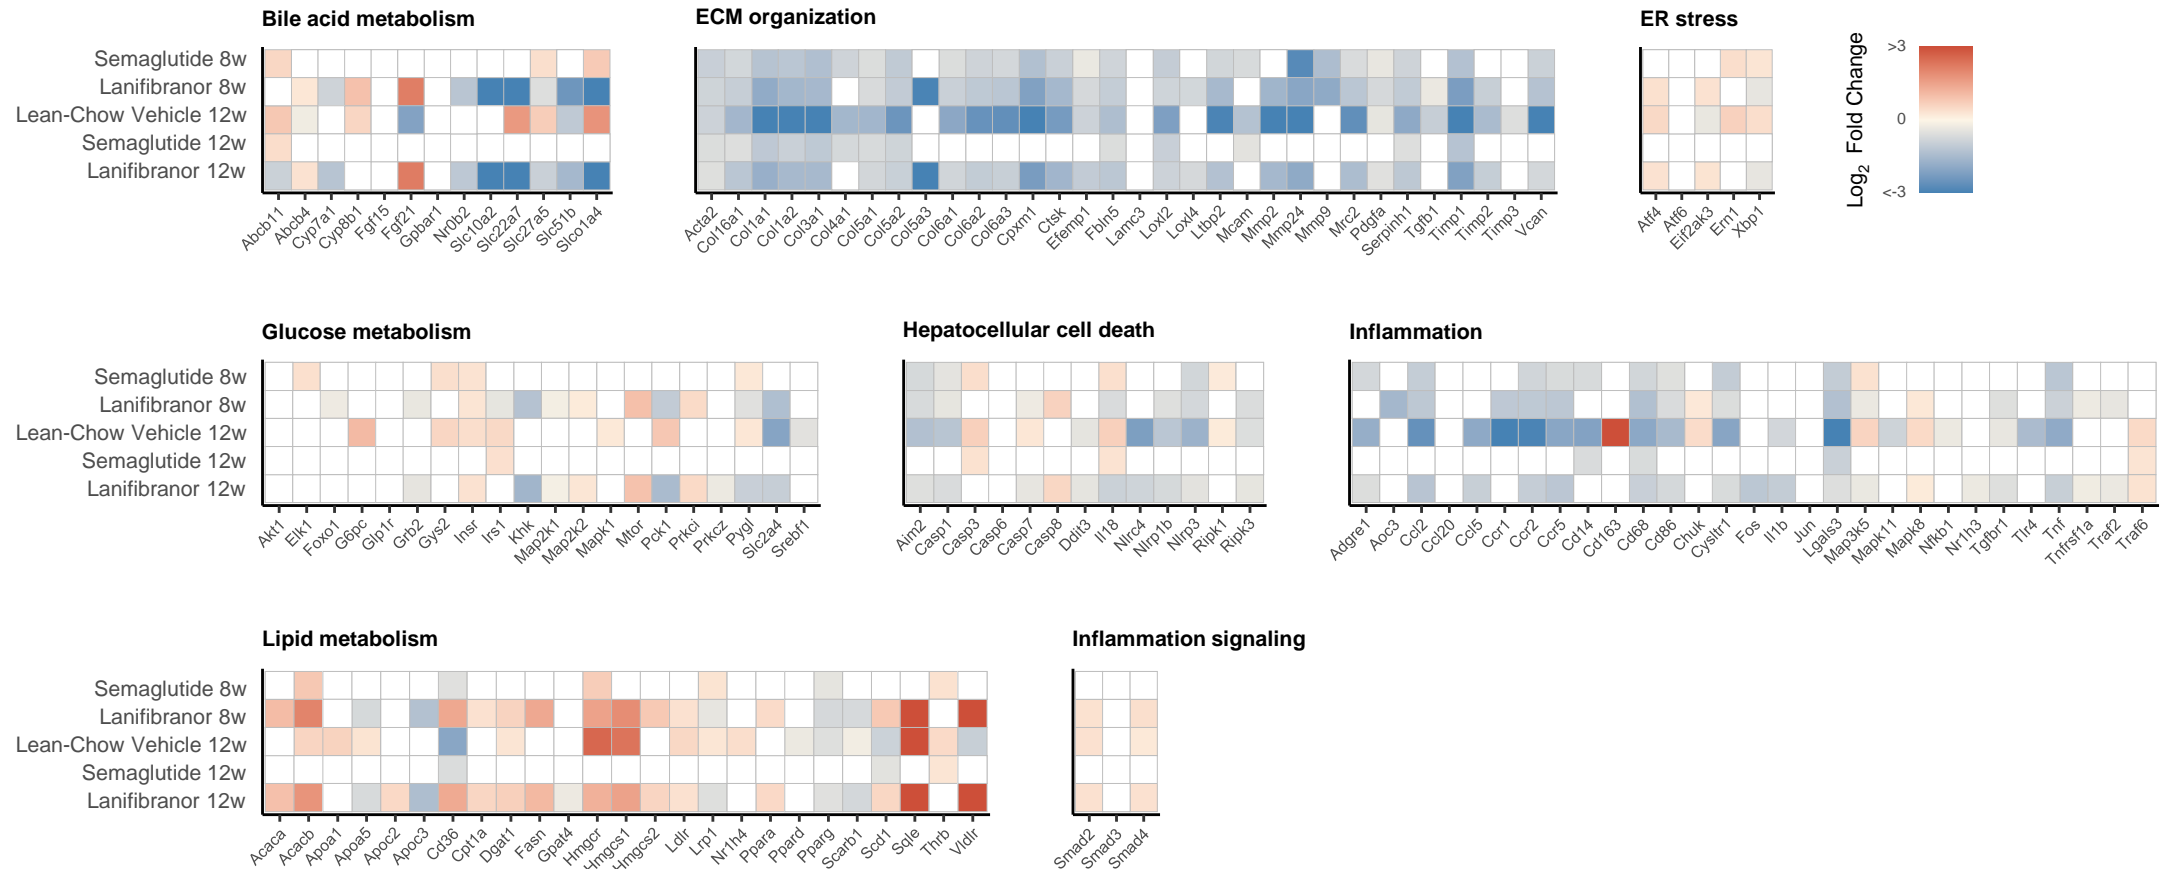 Bile acid metabolism
ECM organization
ER stress
Semaglutide 8w
Lanifibranor 8w
Lean-Chow Vehicle 12w
Semaglutide 12w
Lanifibranor 12w
Abcb11 Abcb4 Cyp7a1 Cyp8b1 Fgf15 Fgf21 Gpbar1 Nr0b2 Slc10a2 Slc22a7 Slc27a5 Slc51b Slco1a4
Acta2 Col16a1 Col1a1 Col1a2 Col3a1 Col4a1 Col5a1 Col5a2 Col5a3 Col6a1 Col6a2 Col6a3 Cpxm1 Ctsk Efemp1 Fbln5 Lamc3 Loxl2 Loxl4 Ltbp2 Mcam Mmp2 Mmp24 Mmp9 Mrc2 Pdgfa Serpinh1 Tgfb1 Timp1 Timp2 Timp3 Vcan
Atf4 Atf6 Eif2ak3 Ern1 Xbp1
Log2 Fold Change
>3
0
<-3
Glucose metabolism
Hepatocellular cell death
Inflammation
Semaglutide 8w
Lanifibranor 8w
Lean-Chow Vehicle 12w
Semaglutide 12w
Lanifibranor 12w
Akt1 Elk1 Foxo1 G6pc Glp1r Grb2 Gys2 Insr Irs1 Khk Map2k1 Map2k2 Mapk1 Mtor Pck1 Prkci Prkcz Pygl Slc2a4 Srebf1
Aim2 Casp1 Casp3 Casp6 Casp7 Casp8 Ddit3 Il18 Nlrc4 Nlrp1b Nlrp3 Ripk1 Ripk3
Adgre1 Aoc3 Ccl2 Ccl20 Ccl5 Ccr1 Ccr2 Ccr5 Cd14 Cd163 Cd68 Cd86 Chuk Cysltr1 Fos Il1b Jun Lgals3 Map3k5 Mapk11 Mapk8 Nfkb1 Nr1h3 Tgfbr1 Tlr4 Tnf Tnfrsf1a Traf2 Traf6
Lipid metabolism
Inflammation signaling
Semaglutide 8w
Lanifibranor 8w
Lean-Chow Vehicle 12w
Semaglutide 12w
Lanifibranor 12w
Acaca Acacb Apoa1 Apoa5 Apoc2 Apoc3 Cd36 Cpt1a Dgat1 Fasn Gpat4 Hmgcr Hmgcs1 Hmgcs2 Ldlr Lrp1 Nr1h4 Ppara Ppard Pparg Scarb1 Scd1 Sqle Thrb Vldlr
Smad2 Smad3 Smad4